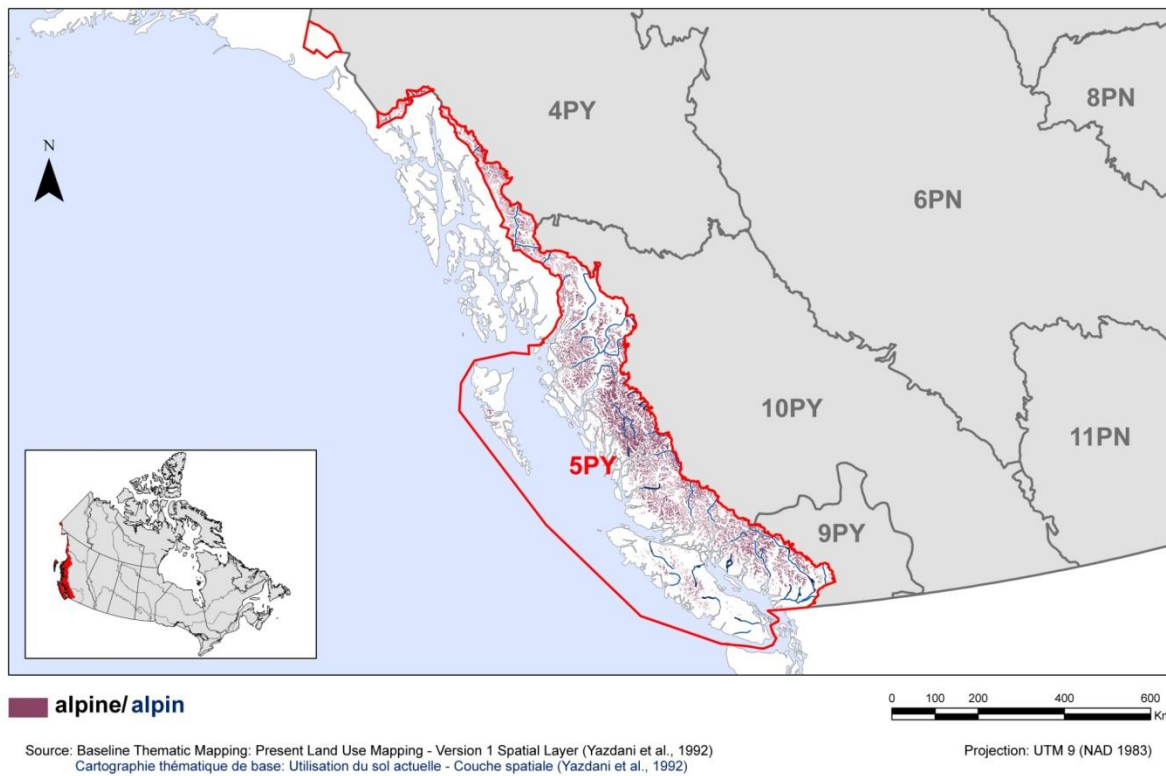 4PY
8PN
N
6PN
10PY
11PN
5PY
9PY
alpine/ alpin
0 100 200 400 600
Km
Source: Baseline Thematic Mapping: Present Land Use Mapping - Version 1 Spatial Layer (Yazdani et al., 1992)
Projection: UTM 9 (NAD 1983)
Cartographie thématique de base: Utilisation du sol actuelle - Couche spatiale (Yazdani et al., 1992)